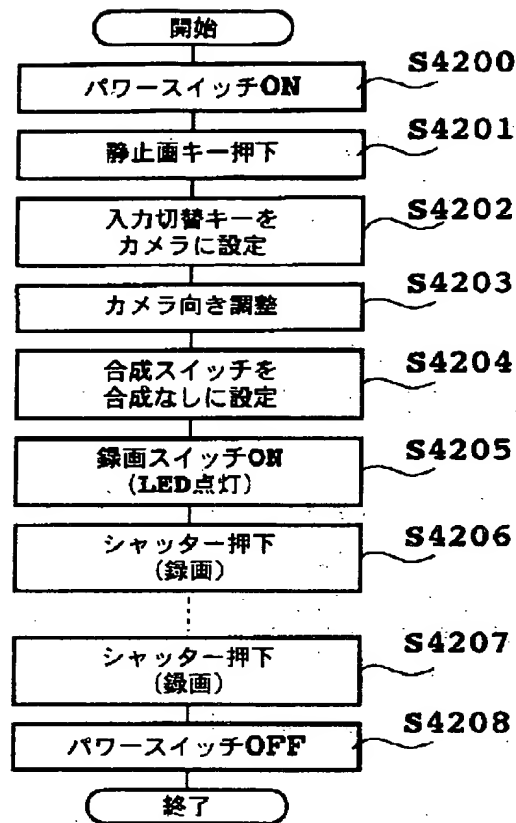 開始
パワースイッチON
S4200
静止画キー押下
S4201
入力切替キーを
カメラに設定
S4202
カメラ向き調整
S4203
合成スイッチを
合成なしに設定
S4204
録画スイッチON
(LED点灯)
S4205
シャッター押下
(録画)
S4206
シャッター押下
(録画)
S4207
パワースイッチOFF
S4208
終了